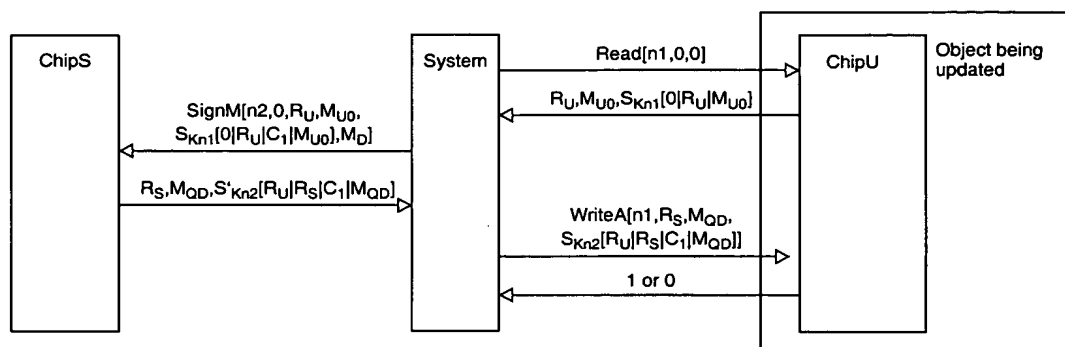 ChipS
System
ChipU
Object being
updated
Read[n1,0,0]
R_U,M_U0,S_Kn1[0|R_U|M_U0]
SignM[n2,0,R_U,M_U0,
S_Kn1[0|R_U|C_1|M_U0],M_D]
R_S,M_QD,S'_Kn2[R_U|R_S|C_1|M_QD]
WriteA[n1,R_S,M_QD,
S_Kn2[R_U|R_S|C_1|M_QD]]
1 or 0